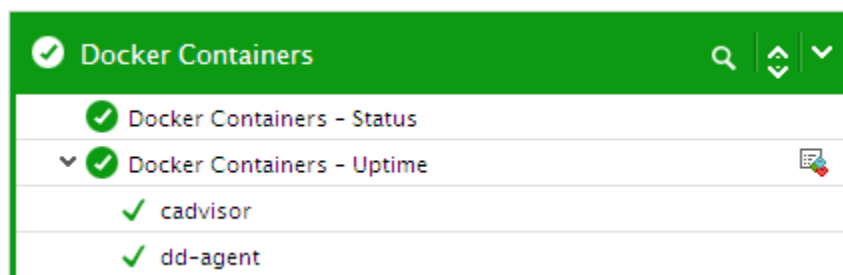 Docker Containers
Docker Containers - Status
Docker Containers - Uptime
cadvisor
dd-agent